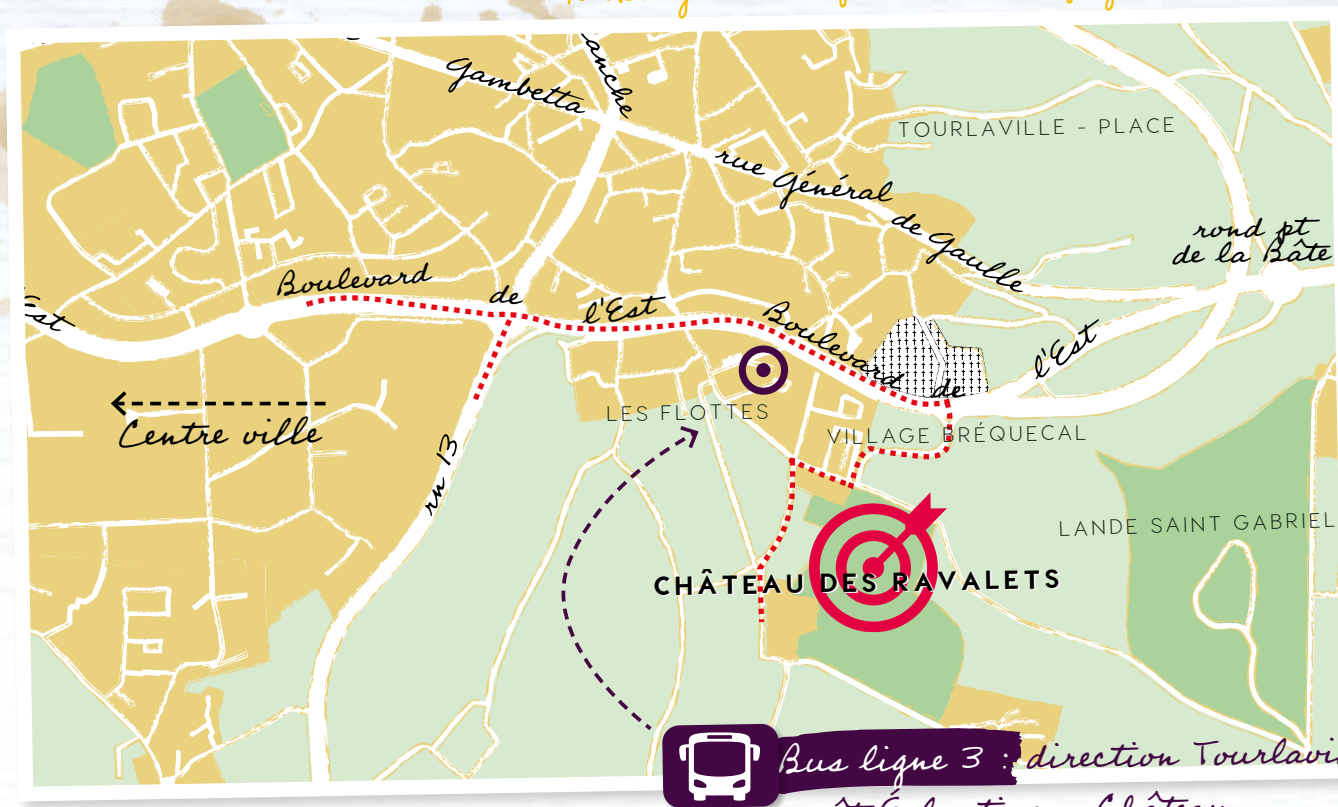 anche
Gambetta
TOURLAVILLE - PLACE
rue Général
de Gaulle
rond pt
de la Bâte
Boulevard
de
l'Est
Boulevard
de
l'Est
Est
Centre ville
LES FLOTTES
VILLAGE BRÉQUECAL
rn 13
LANDE SAINT GABRIEL
CHÂTEAU DES RAVALETS
Bus ligne 3 : direction Tourlavi
Château